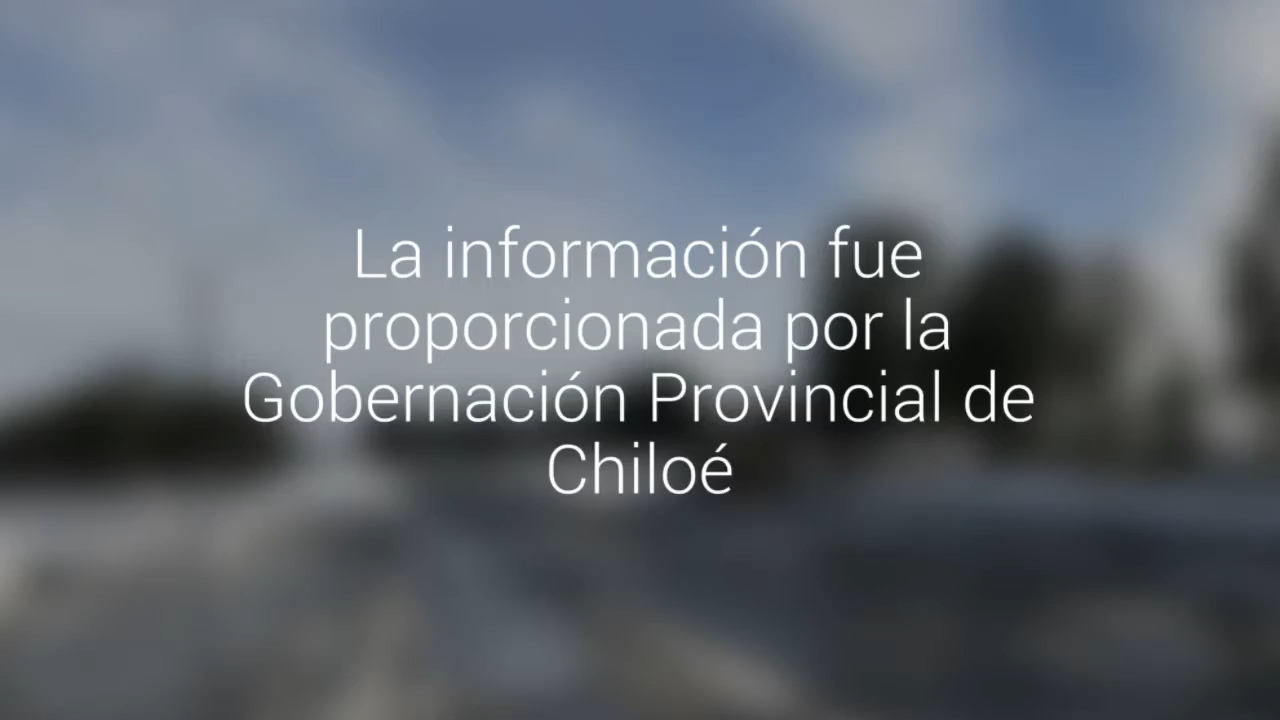 La información fue
proporcionada por la
Gobernación Provincial de
Chiloé